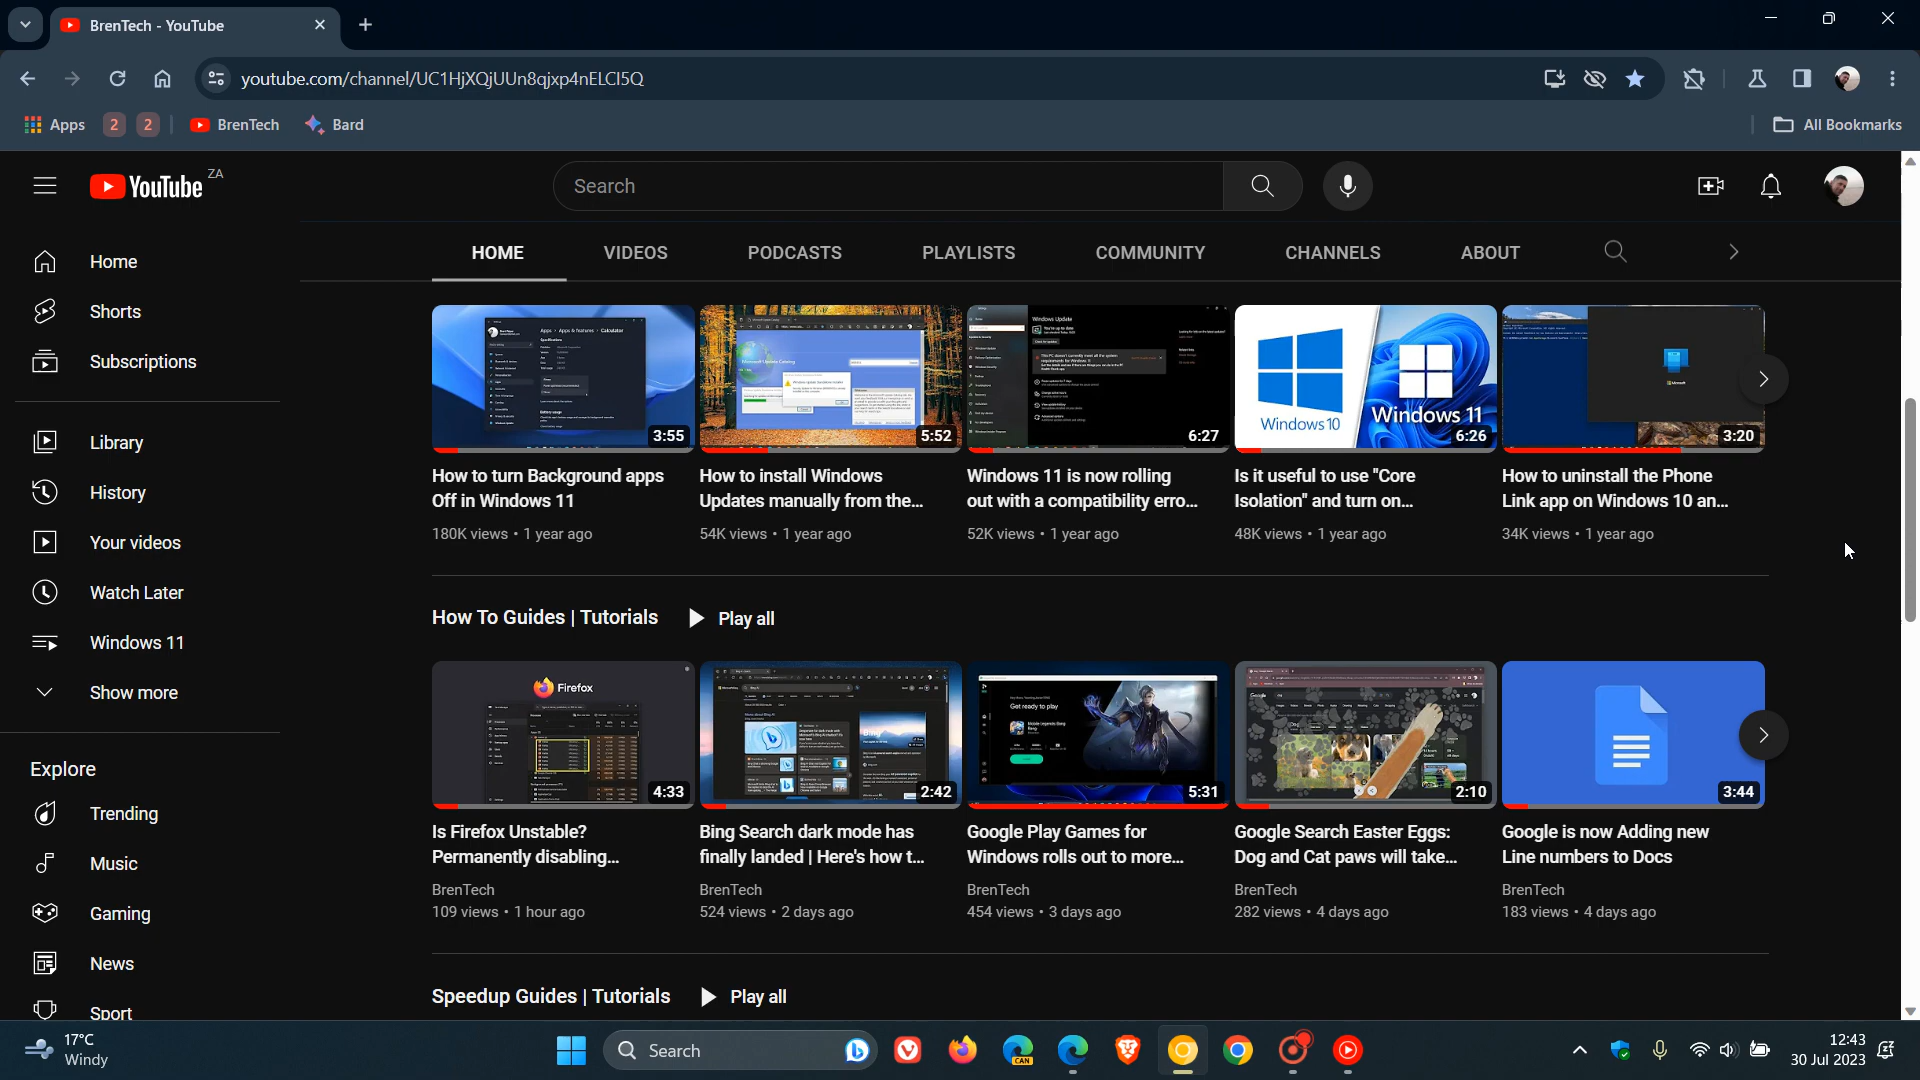 BrenTech - YouTube
youtube.com/channel/UC1HjXQjUUn8qjxp4nELCI5Q
Apps
2
2
BrenTech
Bard
All Bookmarks
YouTube ZA
Search
Home
Shorts
Subscriptions
Library
History
Your videos
Watch Later
Windows 11
Show more
Explore
Trending
Music
Gaming
News
Sport
HOME VIDEOS PODCASTS PLAYLISTS COMMUNITY CHANNELS ABOUT
3:55
How to turn Background apps
Off in Windows 11
180K views • 1 year ago
5:52
How to install Windows
Updates manually from the...
54K views • 1 year ago
Windows Update
6:27
Windows 11 is now rolling
out with a compatibility erro...
52K views • 1 year ago
Windows 10
Windows 11
6:26
Is it useful to use "Core
Isolation" and turn on...
48K views • 1 year ago
Microsoft
3:20
How to uninstall the Phone
Link app on Windows 10 an...
34K views • 1 year ago
How To Guides | Tutorials
Play all
Firefox
4:33
Is Firefox Unstable?
Permanently disabling...
BrenTech
109 views • 1 hour ago
2:42
Bing Search dark mode has
finally landed | Here's how t...
BrenTech
524 views • 2 days ago
Get ready to play
5:31
Google Play Games for
Windows rolls out to more...
BrenTech
454 views • 3 days ago
Google
2:10
Google Search Easter Eggs:
Dog and Cat paws will take...
BrenTech
282 views • 4 days ago
3:44
Google is now Adding new
Line numbers to Docs
BrenTech
183 views • 4 days ago
Speedup Guides | Tutorials
Play all
17°C
Windy
Search
CAN
12:43
30 Jul 2023